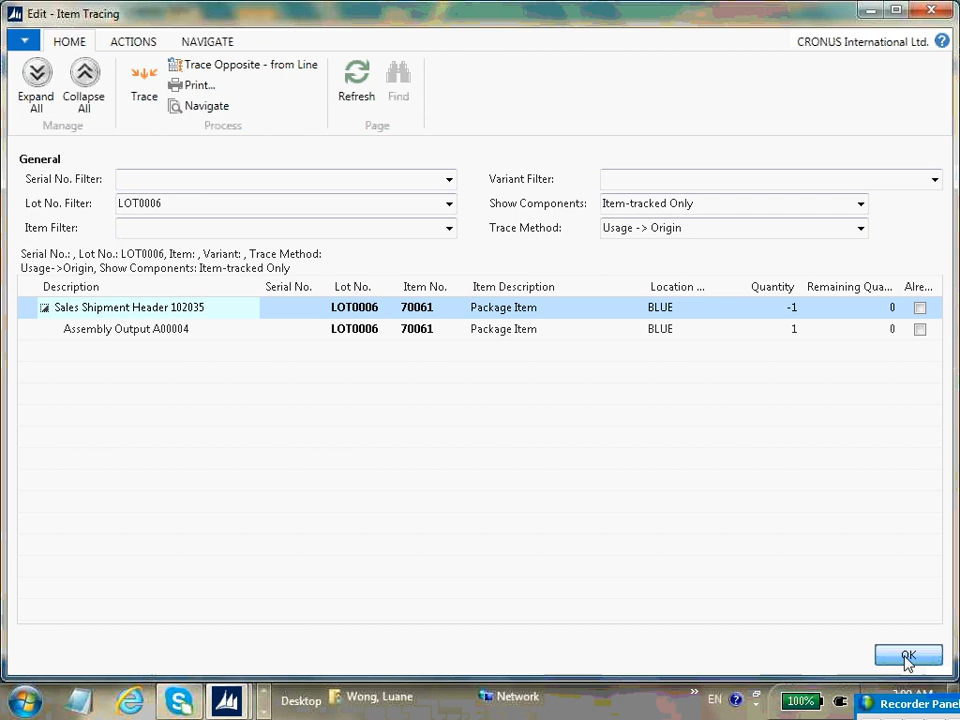 Edit - Item Tracing
HOME ACTIONS NAVIGATE CRONUS International Ltd.
Expand All
Collapse All
Manage
Trace
Trace Opposite - from Line
Print...
Navigate
Process
Refresh
Find
Page
General
Serial No. Filter: Variant Filter:
Lot No. Filter: LOT0006 Show Components: Item-tracked Only
Item Filter: Trace Method: Usage -> Origin
Serial No.: , Lot No.: LOT0006, Item: , Variant: , Trace Method:
Usage->Origin, Show Components: Item-tracked Only
Description Serial No. Lot No. Item No. Item Description Location ... Quantity Remaining Qua... Alre...
Sales Shipment Header 102035 LOT0006 70061 Package Item BLUE -1 0
Assembly Output A00004 LOT0006 70061 Package Item BLUE 1 0
OK
Desktop Wong, Luane Network EN 100%
Recorder Pane